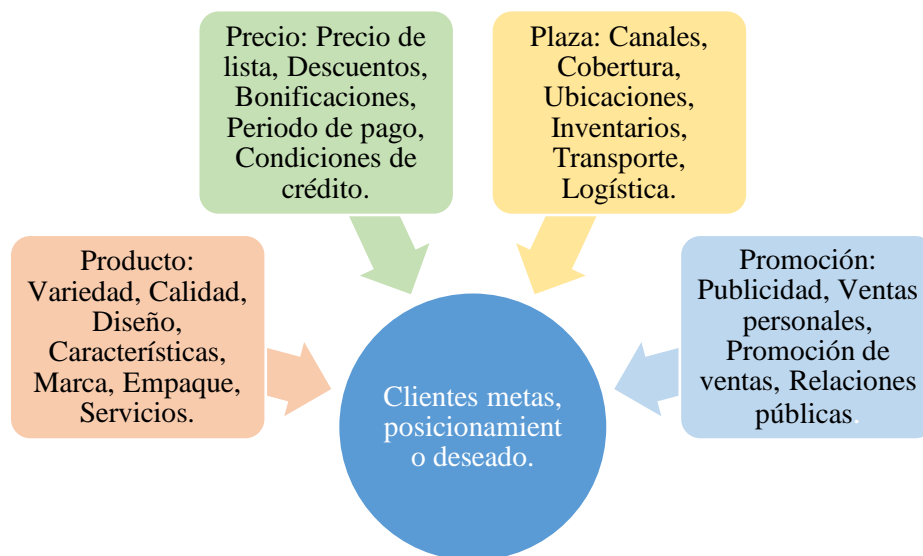 Precio: Precio de
lista, Descuentos,
Bonificaciones,
Periodo de pago,
Condiciones de
crédito.
Plaza: Canales,
Cobertura,
Ubicaciones,
Inventarios,
Transporte,
Logística.
Producto:
Variedad, Calidad,
Diseño,
Características,
Marca, Empaque,
Servicios.
Promoción:
Publicidad, Ventas
personales,
Promoción de
ventas, Relaciones
públicas.
Clientes metas,
posicionamient
o deseado.